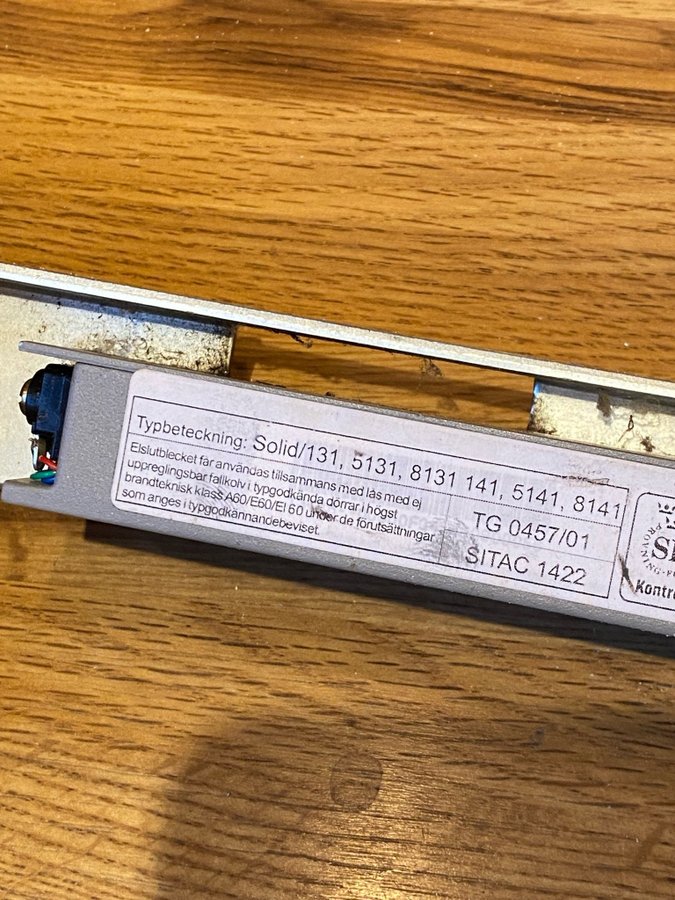 Typbeteckning: Solid/131, 5131, 8131 141, 5141, 8141
Elslutblecket får användas tillsammans med lås med ej
uppreglingsbar fallkolv i typgodkända dörrar i högst
brandteknisk klass A60/E60/EI 60 under de förutsättningar
som anges i typgodkännandebeviset.
TG 0457/01
SITAC 1422